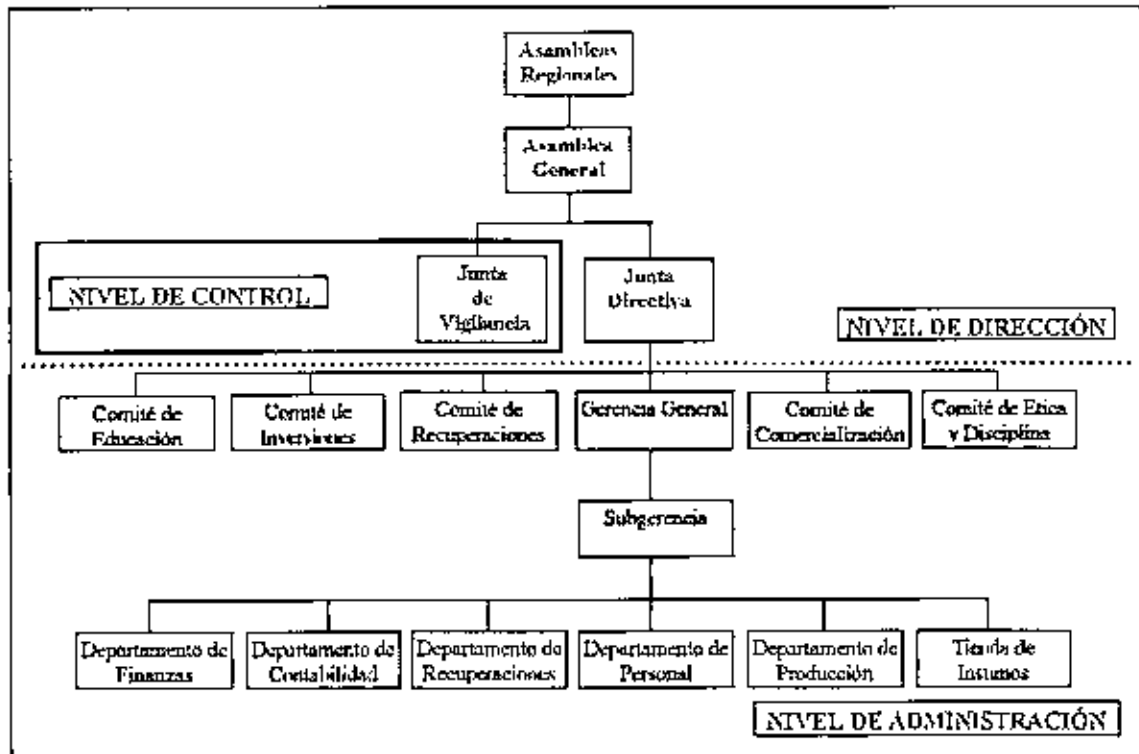 Asambleas
Regionales
Asamblea
General
NIVEL DE CONTROL
Junta
de
Vigilancia
Junta
Directiva
NIVEL DE DIRECCIÓN
Comité de
Educación
Comité de
Inversiones
Comité de
Recuperaciones
Gerencia General
Comité de
Comercialización
Comité de Etica
y Disciplina
Subgerencia
Departamento de
Finanzas
Departamento de
Contabilidad
Departamento de
Recuperaciones
Departamento de
Personal
Departamento de
Producción
Tienda de
Insumos
NIVEL DE ADMINISTRACIÓN